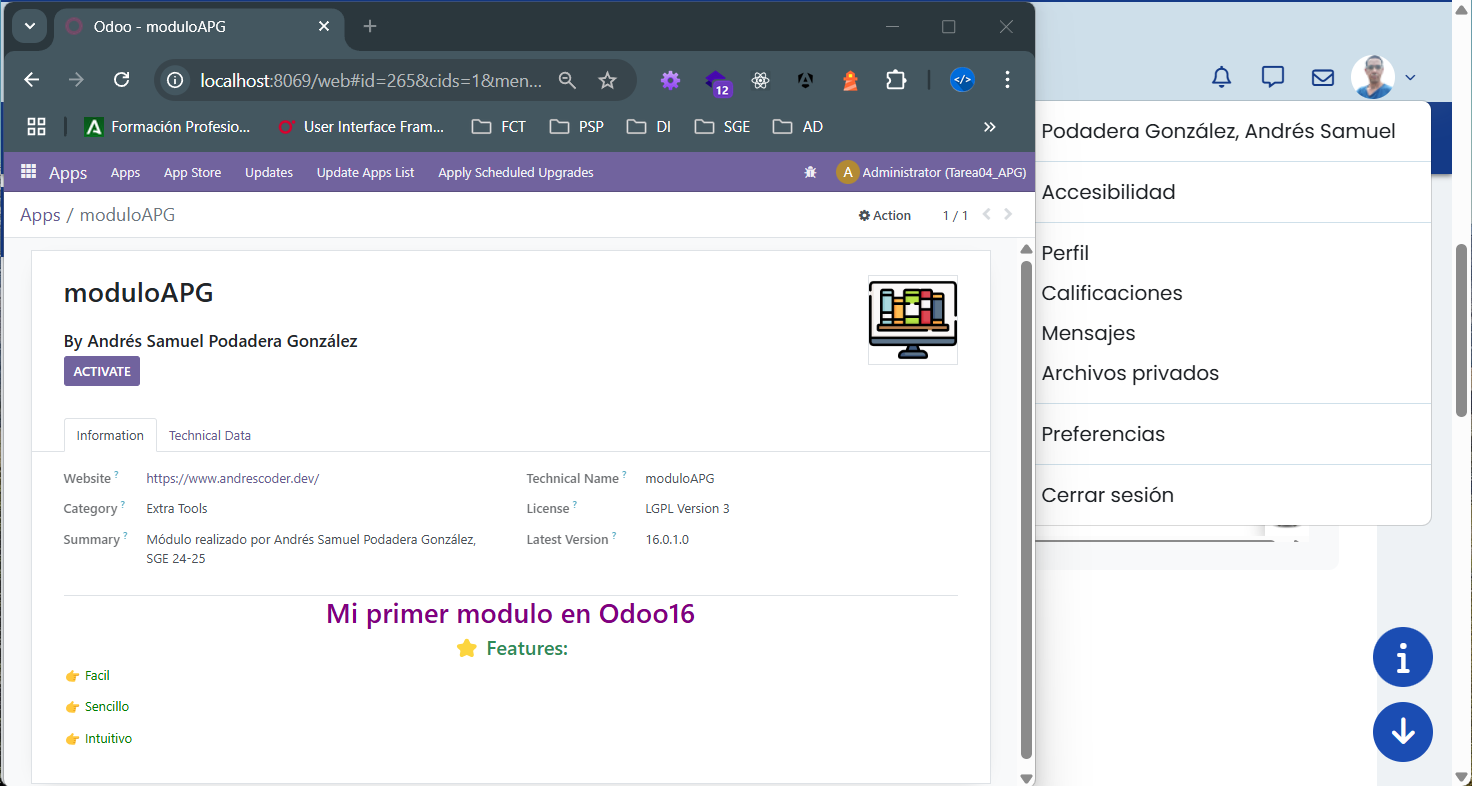 Odoo - moduloAPG
localhost:8069/web#id=265&cids=1&men...
12
Formación Profesio...
User Interface Fram...
FCT
PSP
DI
SGE
AD
Apps
Apps
App Store
Updates
Update Apps List
Apply Scheduled Upgrades
A
Administrator (Tarea04_APG)
Apps / moduloAPG
Action
1 / 1
moduloAPG
By Andrés Samuel Podadera González
ACTIVATE
Information
Technical Data
Website ?
https://www.andrescoder.dev/
Technical Name ?
moduloAPG
Category ?
Extra Tools
License ?
LGPL Version 3
Summary ?
Módulo realizado por Andrés Samuel Podadera González,
SGE 24-25
Latest Version ?
16.0.1.0
Mi primer modulo en Odoo16
⭐ Features:
👉 Facil
👉 Sencillo
👉 Intuitivo
Podadera González, Andrés Samuel
Accesibilidad
Perfil
Calificaciones
Mensajes
Archivos privados
Preferencias
Cerrar sesión